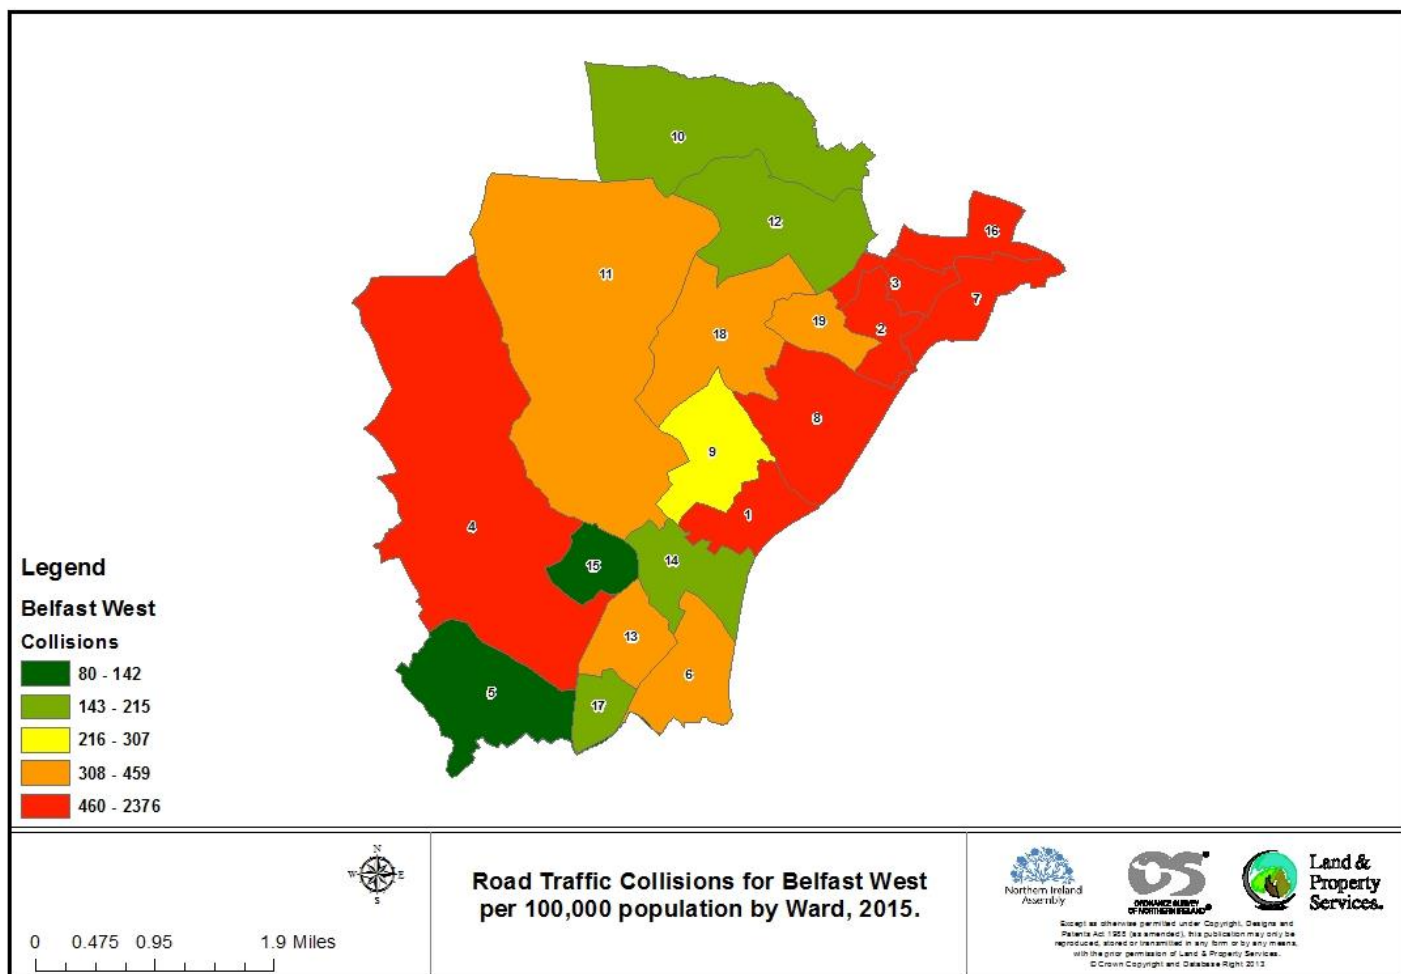 10
12
16
11
3
7
19
18
2
8
9
1
4
14
15
13
6
5
17
Legend
Belfast West
Collisions
80 - 142
143 - 215
216 - 307
308 - 459
460 - 2376
N
W E
S
0 0.475 0.95 1.9 Miles
Road Traffic Collisions for Belfast West
per 100,000 population by Ward, 2015.
Northern Ireland
Assembly
OS
ORDNANCE SURVEY
OF NORTHERN IRELAND
Land &
Property
Services.
Except as otherwise permitted under Copyright, Designs and
Patents Act 1988 (as amended), this publication may only be
reproduced, stored or transmitted in any form or by any means,
with the prior permission of Land & Property Services.
© Crown Copyright and Database Right 2013